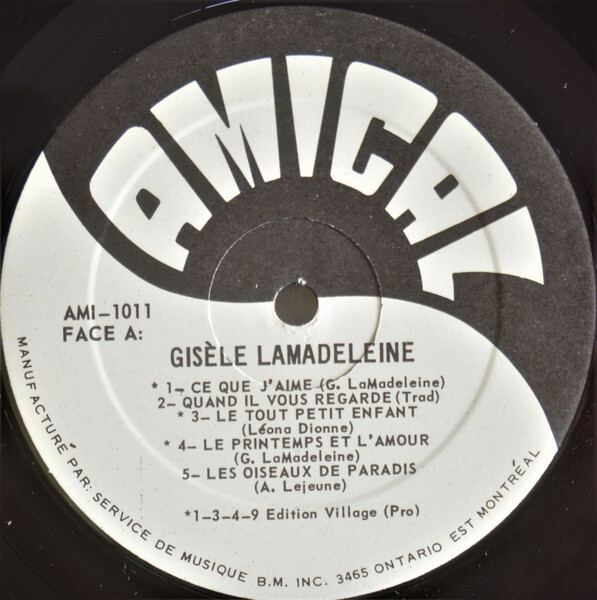 AMICAL
AMI-1011
FACE A:
GISÈLE LAMADELEINE
* 1- CE QUE J'AIME (G. LaMadeleine)
2- QUAND IL VOUS REGARDE (Trad)
* 3- LE TOUT PETIT ENFANT
(Léona Dionne)
* 4- LE PRINTEMPS ET L'AMOUR
(G. LaMadeleine)
5- LES OISEAUX DE PARADIS
(A. Lejeune)
*1-3-4-9 Edition Village (Pro)
MANUFACTURÉ PAR: SERVICE DE MUSIQUE B.M. INC. 3465 ONTARIO EST MONTRÉAL